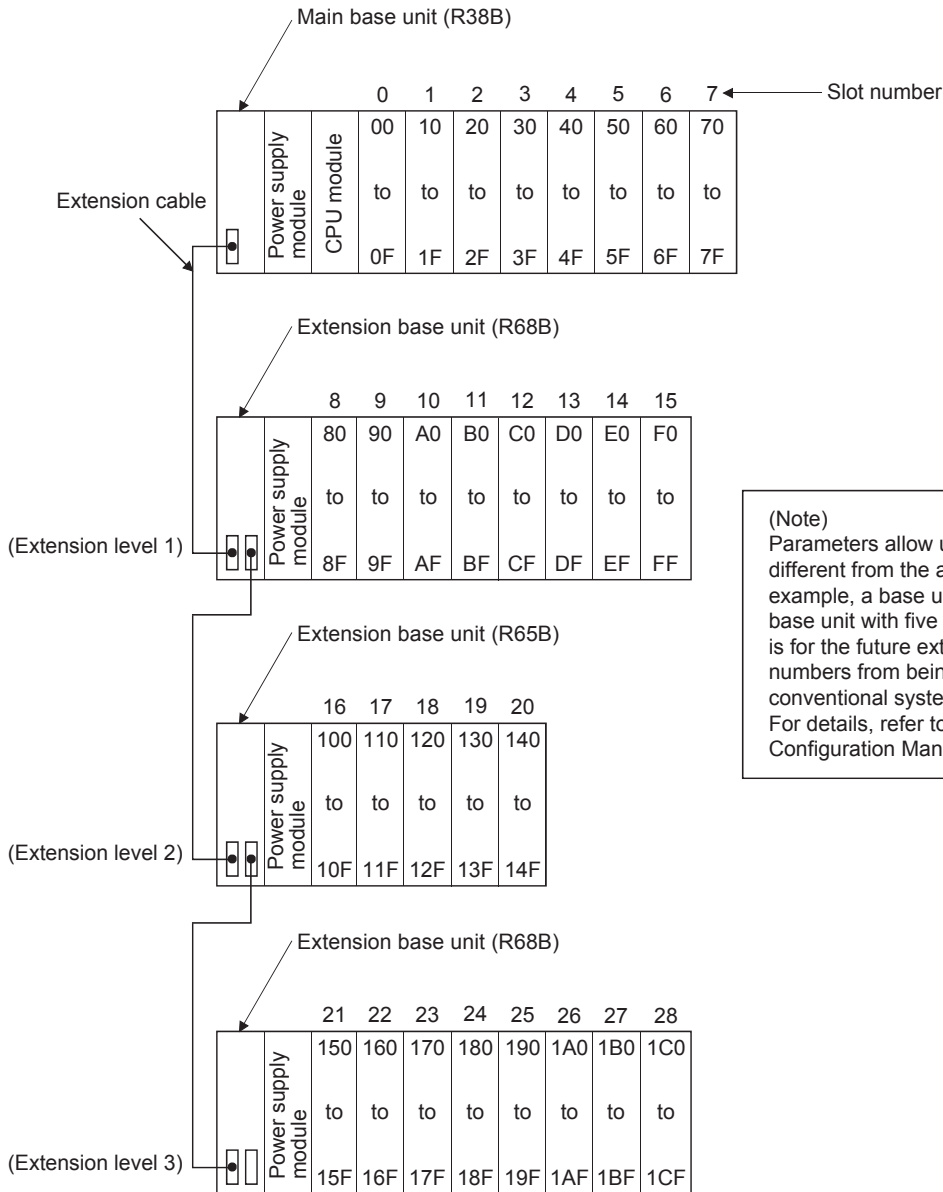 Main base unit (R38B)
0 1 2 3 4 5 6 7 Slot number
00 10 20 30 40 50 60 70
Power supply module
CPU module
to to to to to to to to
Extension cable
0F 1F 2F 3F 4F 5F 6F 7F
Extension base unit (R68B)
8 9 10 11 12 13 14 15
80 90 A0 B0 C0 D0 E0 F0
Power supply module
to to to to to to to to
(Extension level 1)
8F 9F AF BF CF DF EF FF
(Note)
Parameters allow u
different from the a
example, a base u
base unit with five
is for the future ext
numbers from bein
conventional syste
For details, refer to
Configuration Man
Extension base unit (R65B)
16 17 18 19 20
100 110 120 130 140
Power supply module
to to to to to
(Extension level 2)
10F 11F 12F 13F 14F
Extension base unit (R68B)
21 22 23 24 25 26 27 28
150 160 170 180 190 1A0 1B0 1C0
Power supply module
to to to to to to to to
(Extension level 3)
15F 16F 17F 18F 19F 1AF 1BF 1CF